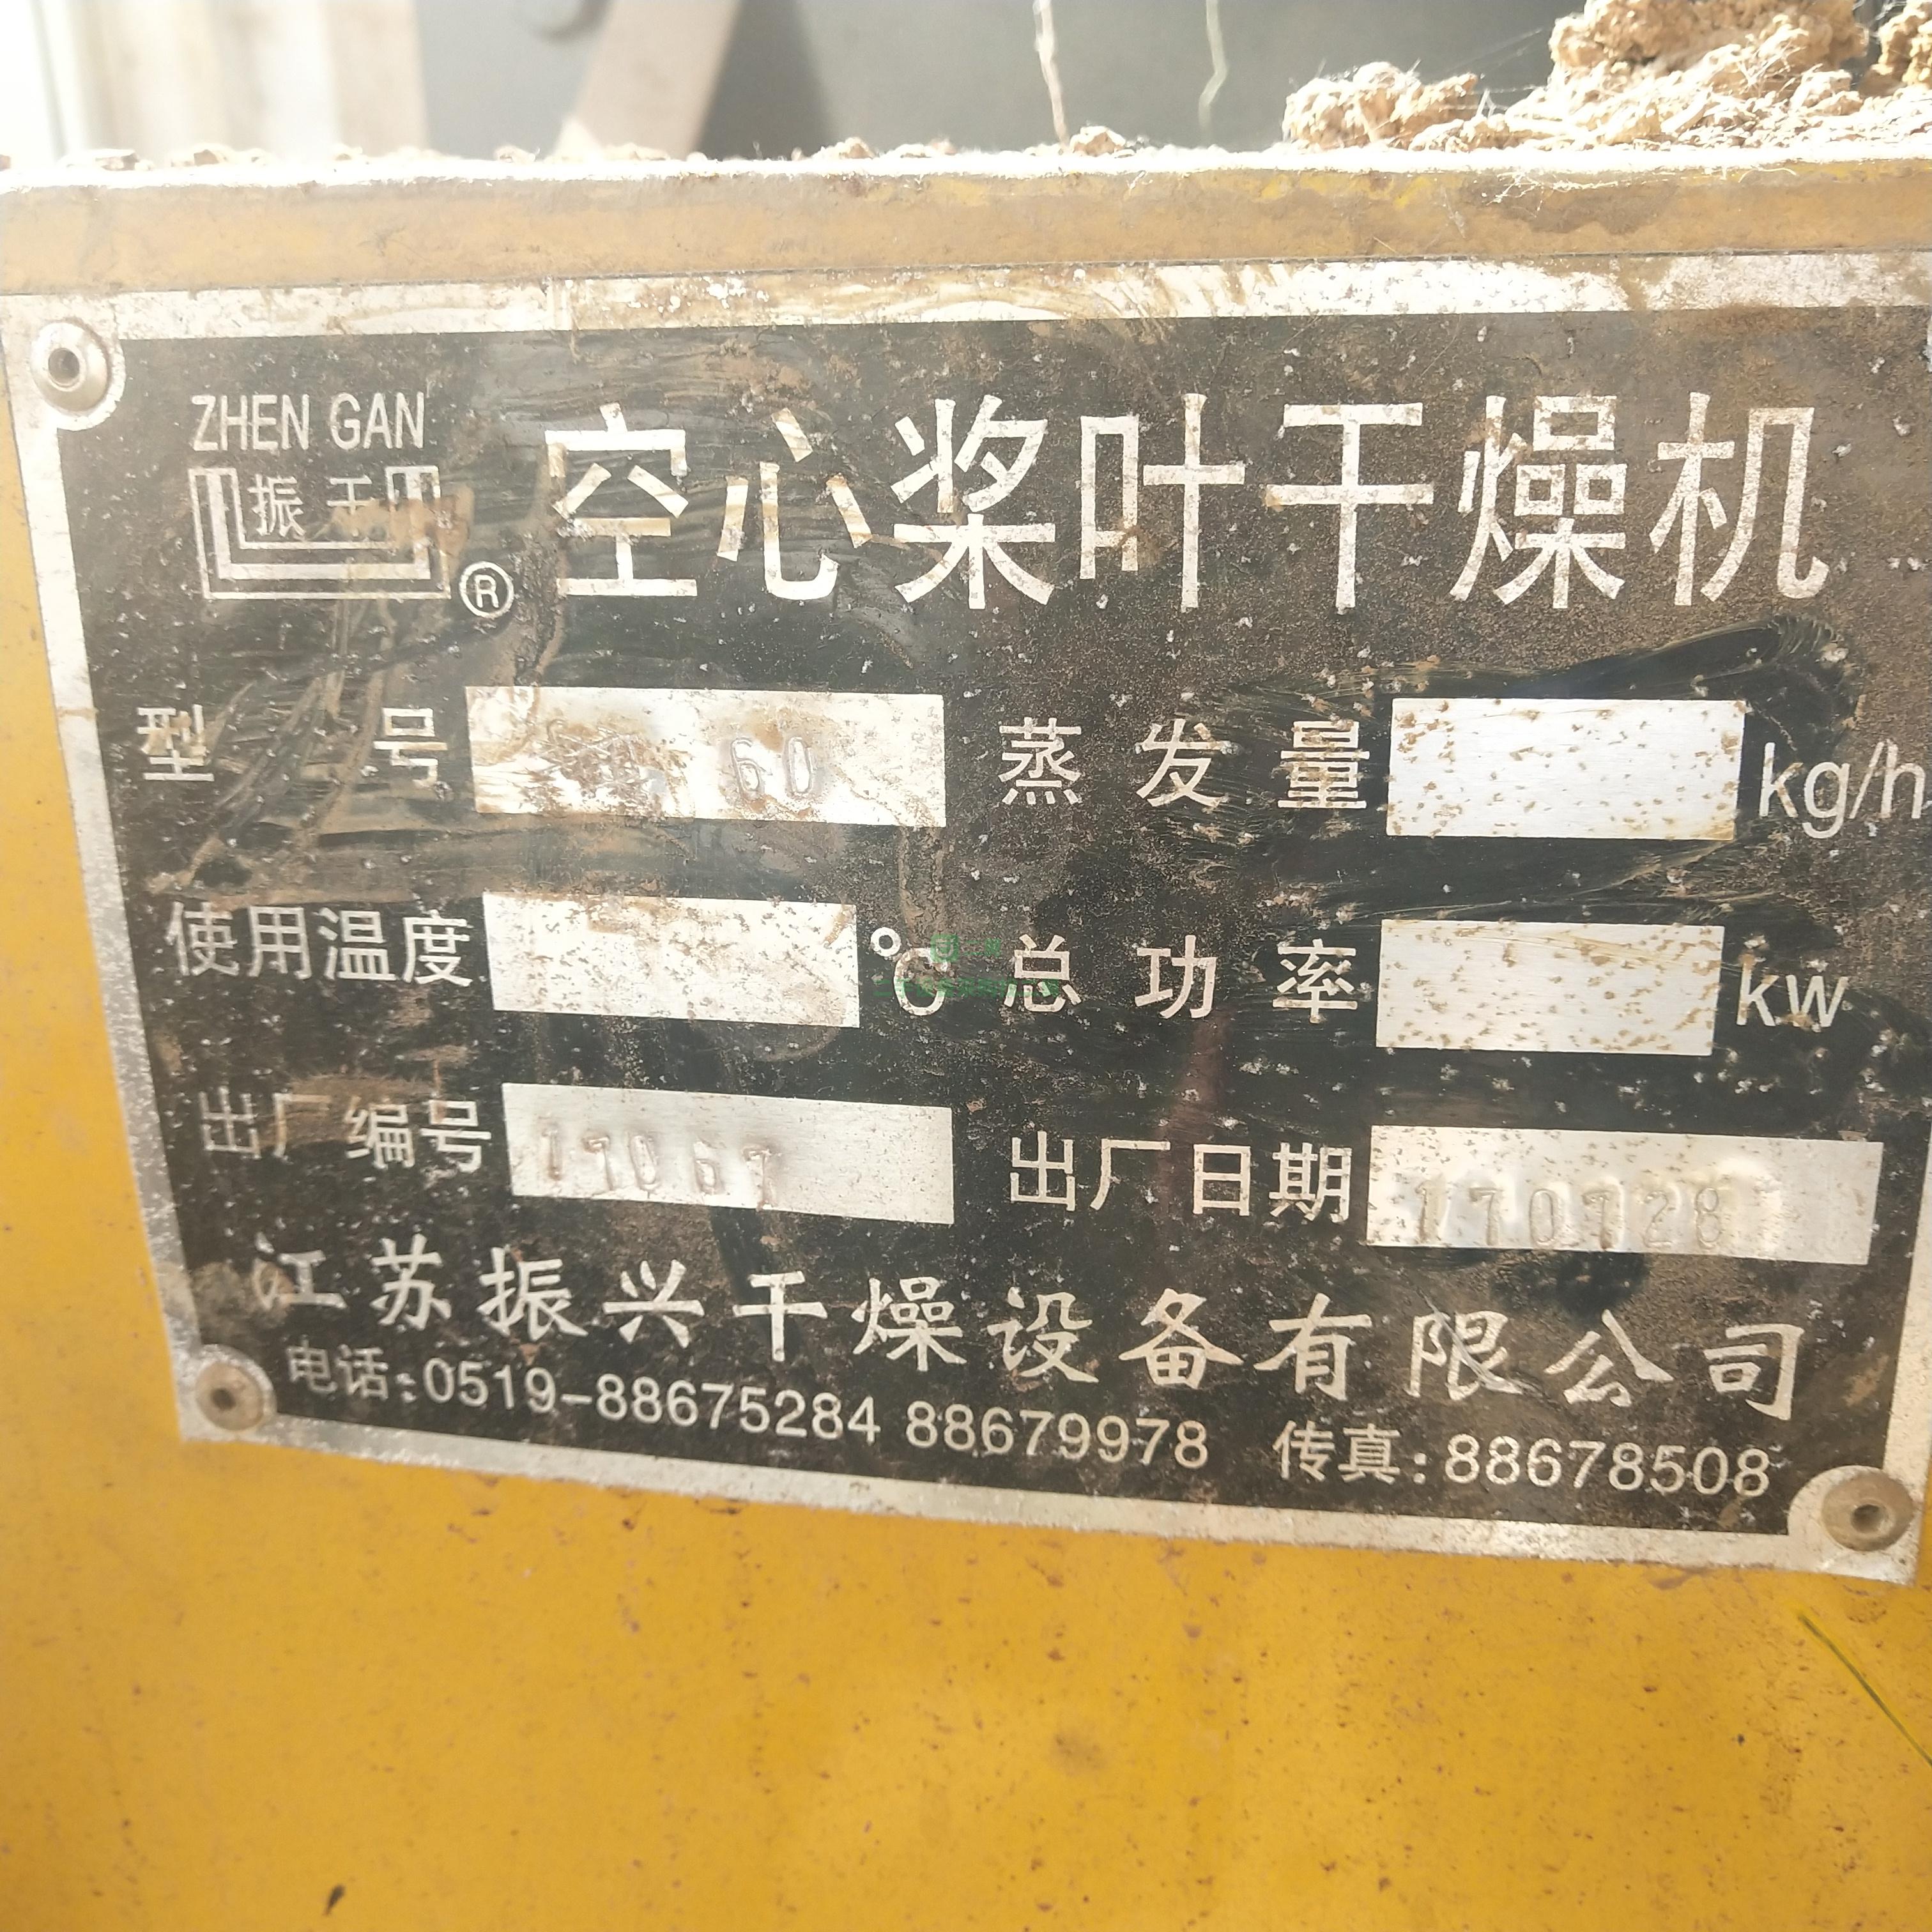 ZHEN GAN
振干 ® 空心桨叶干燥机
型号 60 蒸发量 kg/h
使用温度 ℃ 总功率 kw
出厂编号 17067 出厂日期 170728
江苏振兴干燥设备有限公司
电话:0519-88675284 88679978 传真:88678508